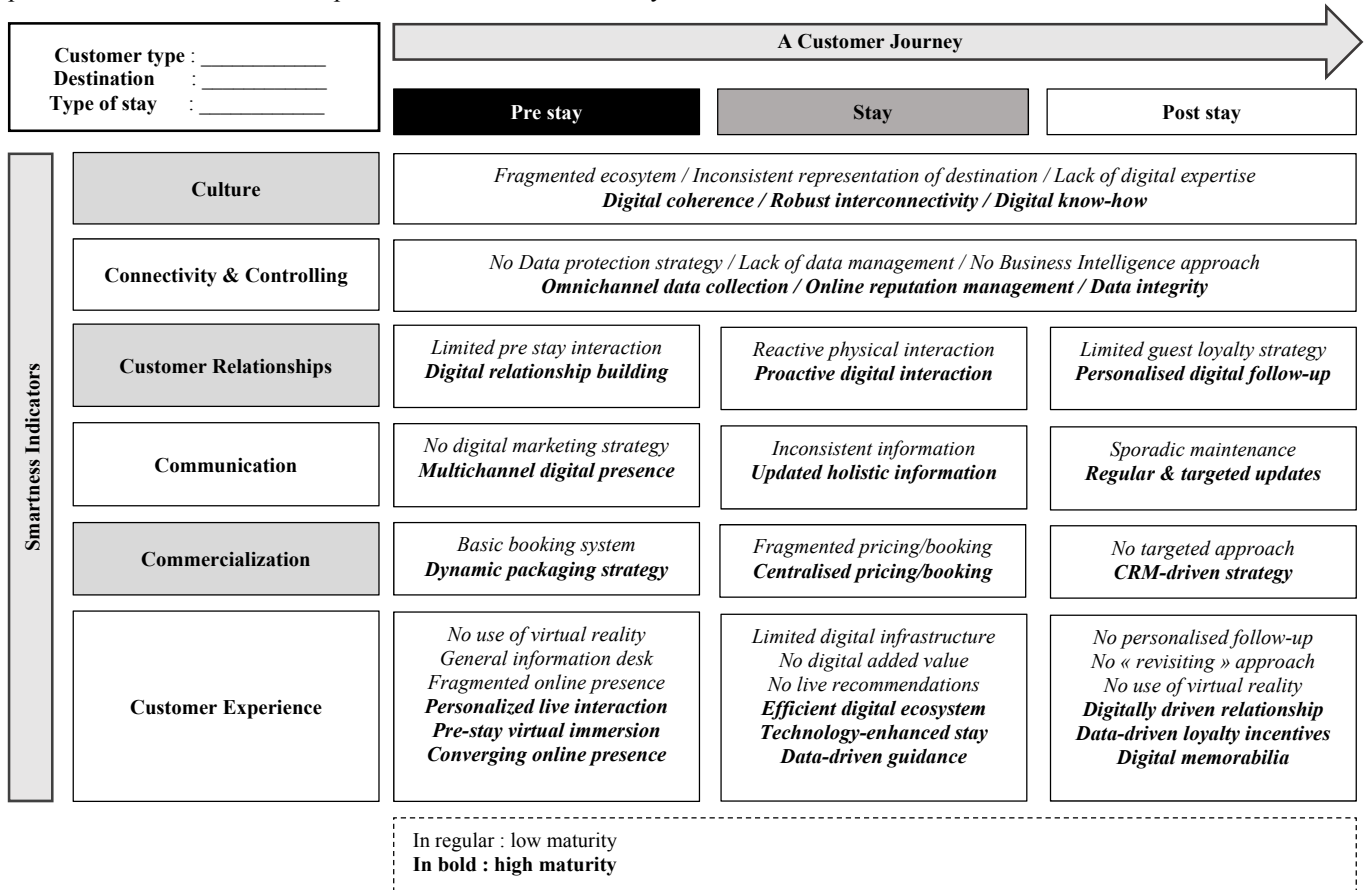 Customer type : ____________
Destination : ____________
Type of stay : ____________
A Customer Journey
Pre stay
Stay
Post stay
Smartness Indicators
Culture
Fragmented ecosytem / Inconsistent representation of destination / Lack of digital expertise
Digital coherence / Robust interconnectivity / Digital know-how
Connectivity & Controlling
No Data protection strategy / Lack of data management / No Business Intelligence approach
Omnichannel data collection / Online reputation management / Data integrity
Customer Relationships
Limited pre stay interaction
Digital relationship building
Reactive physical interaction
Proactive digital interaction
Limited guest loyalty strategy
Personalised digital follow-up
Communication
No digital marketing strategy
Multichannel digital presence
Inconsistent information
Updated holistic information
Sporadic maintenance
Regular & targeted updates
Commercialization
Basic booking system
Dynamic packaging strategy
Fragmented pricing/booking
Centralised pricing/booking
No targeted approach
CRM-driven strategy
Customer Experience
No use of virtual reality
General information desk
Fragmented online presence
Personalized live interaction
Pre-stay virtual immersion
Converging online presence
Limited digital infrastructure
No digital added value
No live recommendations
Efficient digital ecosystem
Technology-enhanced stay
Data-driven guidance
No personalised follow-up
No « revisiting » approach
No use of virtual reality
Digitally driven relationship
Data-driven loyalty incentives
Digital memorabilia
In regular : low maturity
In bold : high maturity